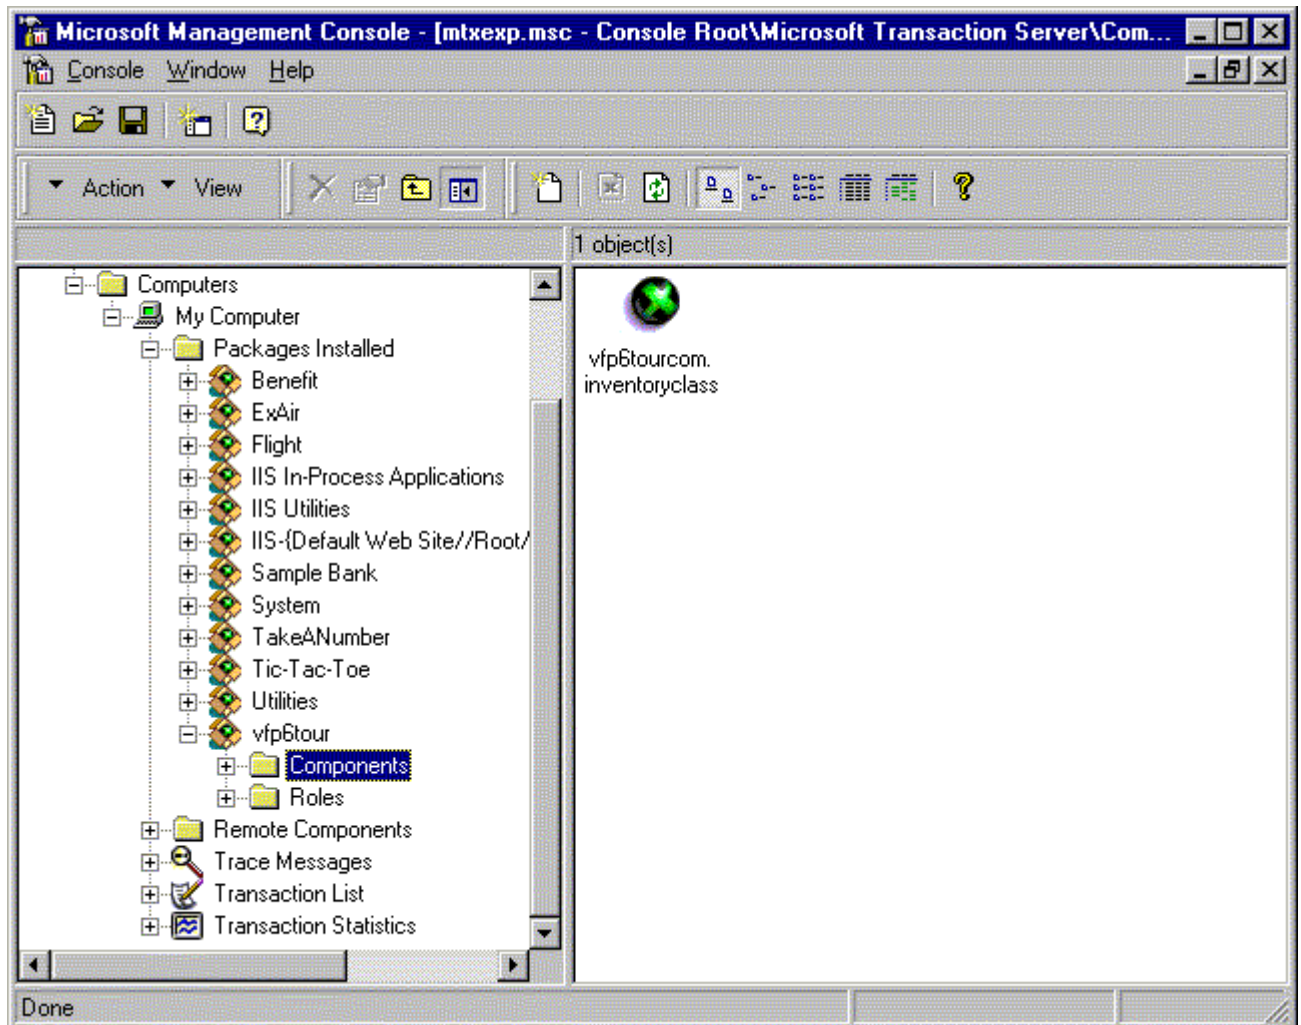 Microsoft Management Console - [mtxexp.msc - Console Root\Microsoft Transaction Server\Com...
Console Window Help
Action View
1 object(s)
Computers
My Computer
Packages Installed
Benefit
ExAir
Flight
IIS In-Process Applications
IIS Utilities
IIS-{Default Web Site//Root/
Sample Bank
System
TakeANumber
Tic-Tac-Toe
Utilities
vfp6tour
Components
Roles
Remote Components
Trace Messages
Transaction List
Transaction Statistics
vfp6tourcom.
inventoryclass
Done